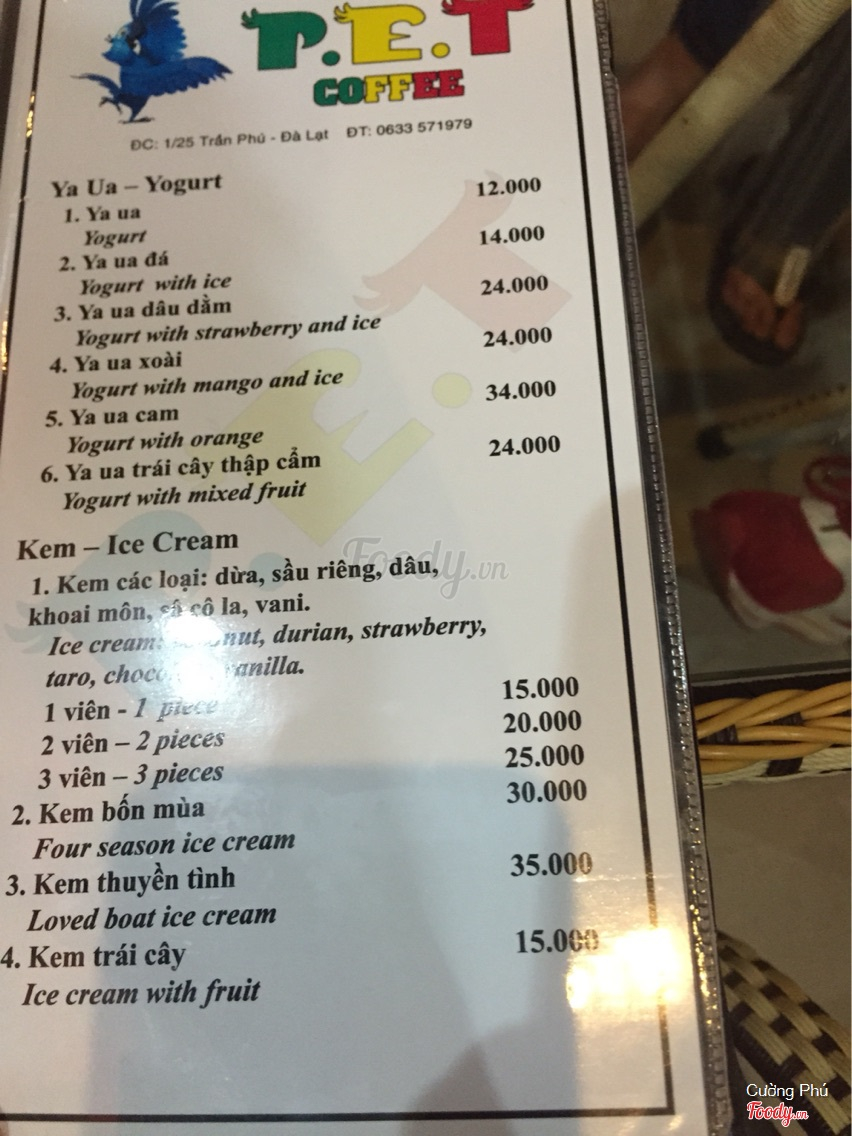 P.E.T
COFFEE
ĐC: 1/25 Trần Phú - Đà Lạt ĐT: 0633 571979
Ya Ua – Yogurt
1. Ya ua 12.000
Yogurt
2. Ya ua đá 14.000
Yogurt with ice
3. Ya ua dâu dằm 24.000
Yogurt with strawberry and ice
4. Ya ua xoài 24.000
Yogurt with mango and ice
5. Ya ua cam 34.000
Yogurt with orange
6. Ya ua trái cây thập cẩm 24.000
Yogurt with mixed fruit
Kem – Ice Cream
1. Kem các loại: dừa, sầu riêng, dâu,
khoai môn, sô cô la, vani.
Ice cream: durian, strawberry,
taro, vanilla.
1 viên - 1 piece 15.000
2 viên – 2 pieces 20.000
3 viên – 3 pieces 25.000
2. Kem bốn mùa 30.000
Four season ice cream
3. Kem thuyền tình 35.000
Loved boat ice cream
4. Kem trái cây 15.000
Ice cream with fruit
Foody.vn
Cường Phú
Foody.vn